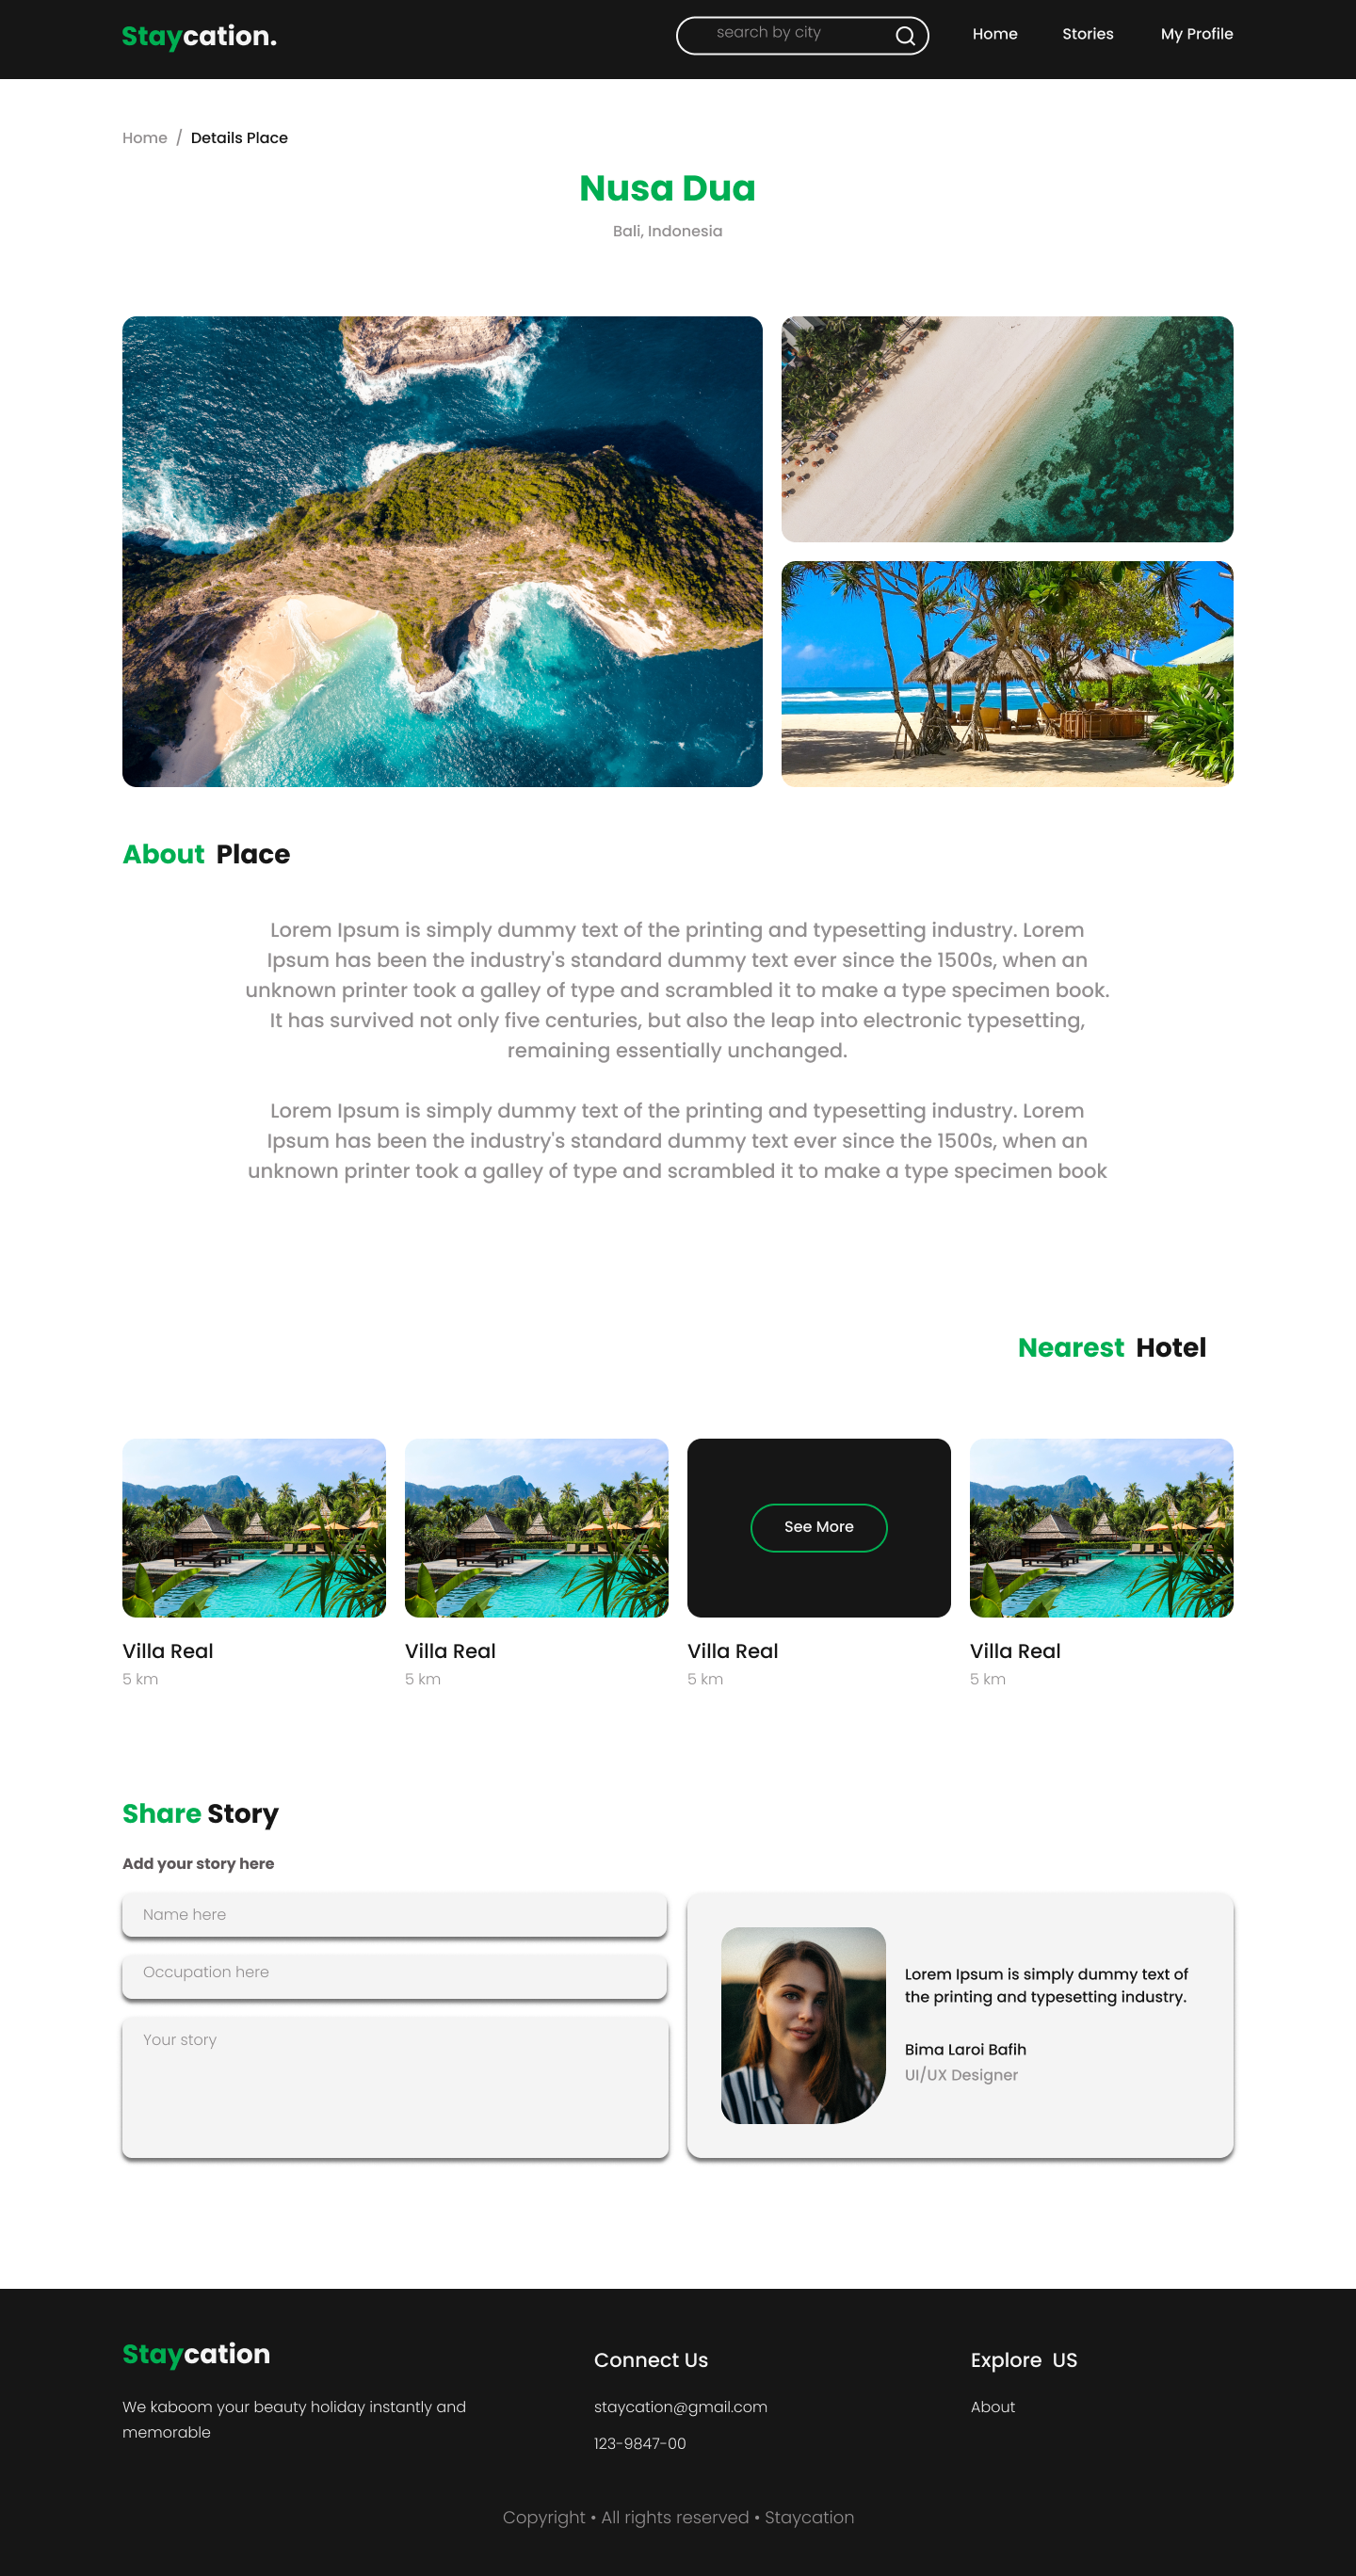 Staycation.
search by city
Home
Stories
My Profile
Home / Details Place
Nusa Dua
Bali, Indonesia
About Place
Lorem Ipsum is simply dummy text of the printing and typesetting industry. Lorem
Ipsum has been the industry's standard dummy text ever since the 1500s, when an
unknown printer took a galley of type and scrambled it to make a type specimen book.
It has survived not only five centuries, but also the leap into electronic typesetting,
remaining essentially unchanged.
Lorem Ipsum is simply dummy text of the printing and typesetting industry. Lorem
Ipsum has been the industry's standard dummy text ever since the 1500s, when an
unknown printer took a galley of type and scrambled it to make a type specimen book
Nearest Hotel
See More
Villa Real
5 km
Villa Real
5 km
Villa Real
5 km
Villa Real
5 km
Share Story
Add your story here
Name here
Occupation here
Your story
Lorem Ipsum is simply dummy text of
the printing and typesetting industry.
Bima Laroi Bafih
UI/UX Designer
Staycation
We kaboom your beauty holiday instantly and
memorable
Connect Us
staycation@gmail.com
123-9847-00
Explore US
About
Copyright • All rights reserved • Staycation